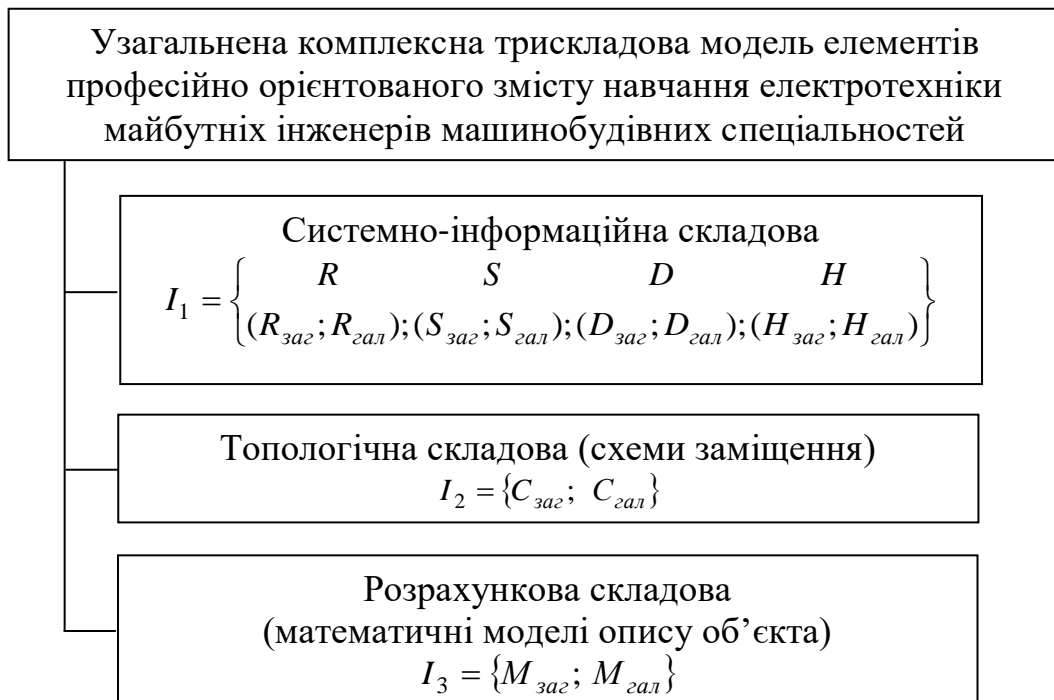 Узагальнена комплексна трискладова модель елементів
професійно орієнтованого змісту навчання електротехніки
майбутніх інженерів машинобудівних спеціальностей
Системно-інформаційна складова
R S D H
I₁ = {(R_заг; R_гал); (S_заг; S_гал); (D_заг; D_гал); (H_заг; H_гал)}
Топологічна складова (схеми заміщення)
I₂ = {C_заг; C_гал}
Розрахункова складова
(математичні моделі опису об’єкта)
I₃ = {M_заг; M_гал}